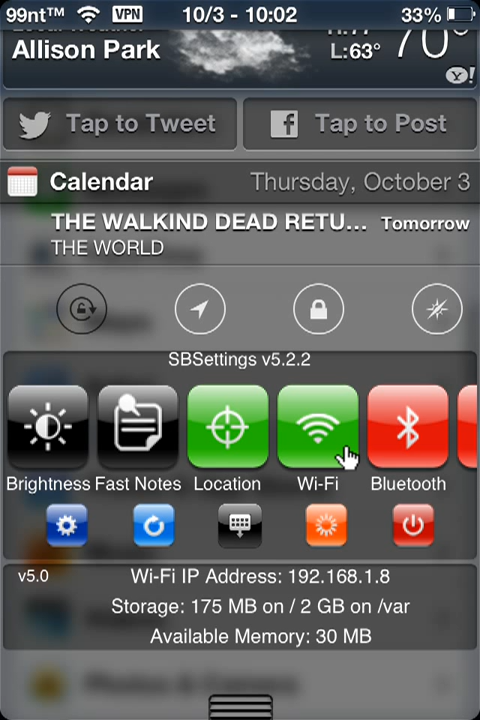 99nt™ VPN 10/3 - 10:02 33%
Allison Park
L:63° 70°
Y!
Tap to Tweet Tap to Post
Calendar Thursday, October 3
THE WALKIND DEAD RETU... Tomorrow
THE WORLD
SBSettings v5.2.2
Brightness Fast Notes Location Wi-Fi Bluetooth
v5.0 Wi-Fi IP Address: 192.168.1.8
Storage: 175 MB on / 2 GB on /var
Available Memory: 30 MB